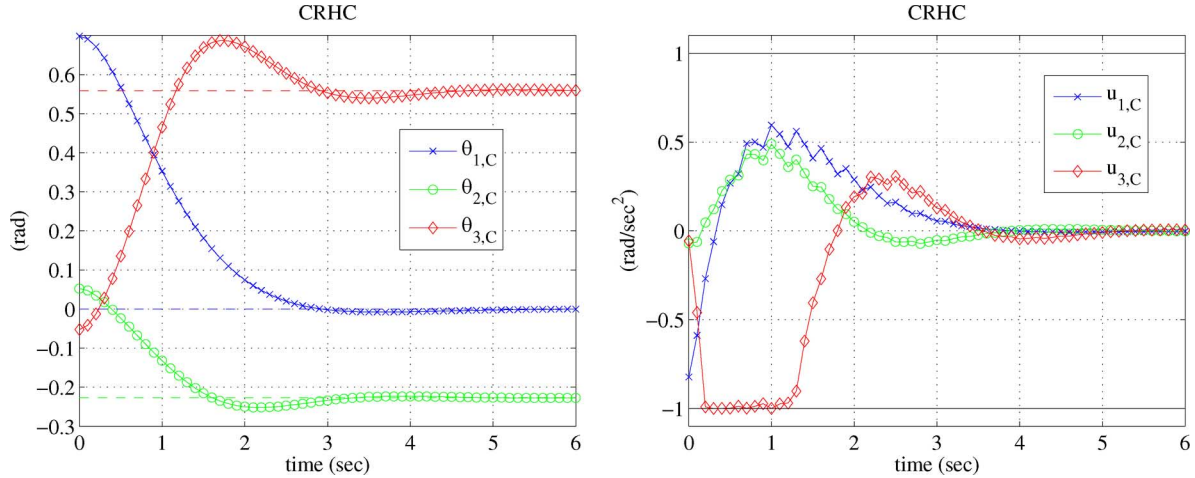 CRHC
0.6
0.5
0.4
0.3
0.2
0.1
0
−0.1
−0.2
−0.3
(rad)
θ1,C
θ2,C
θ3,C
0 1 2 3 4 5 6
time (sec)
CRHC
1
0.5
0
−0.5
−1
(rad/sec²)
u1,C
u2,C
u3,C
0 1 2 3 4 5 6
time (sec)